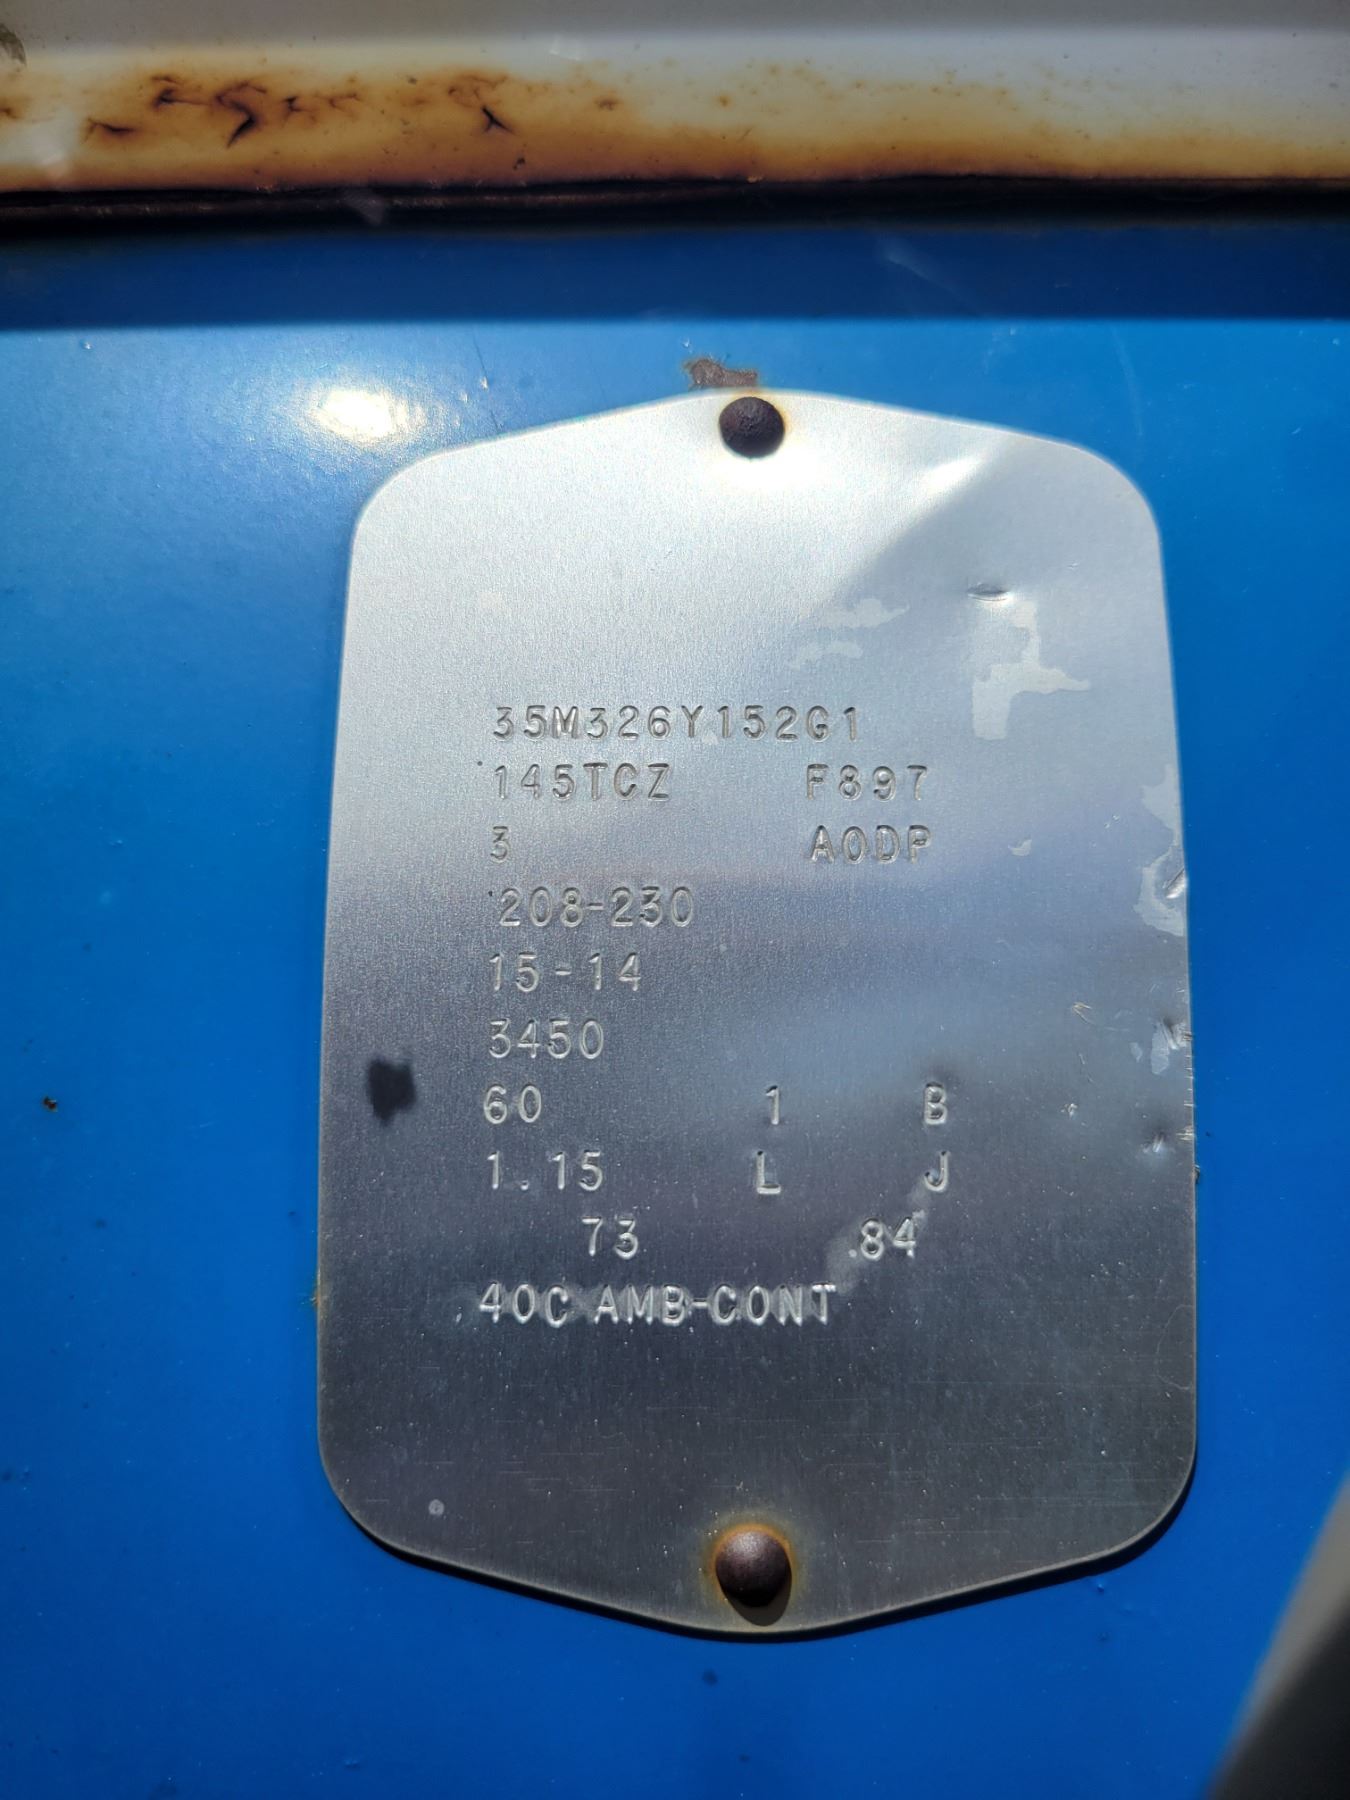 35M326Y152G1
145TCZ F897
3 AODP
208-230
15-14
3450
60 1 B
1.15 L J
73 .84
40C AMB-CONT